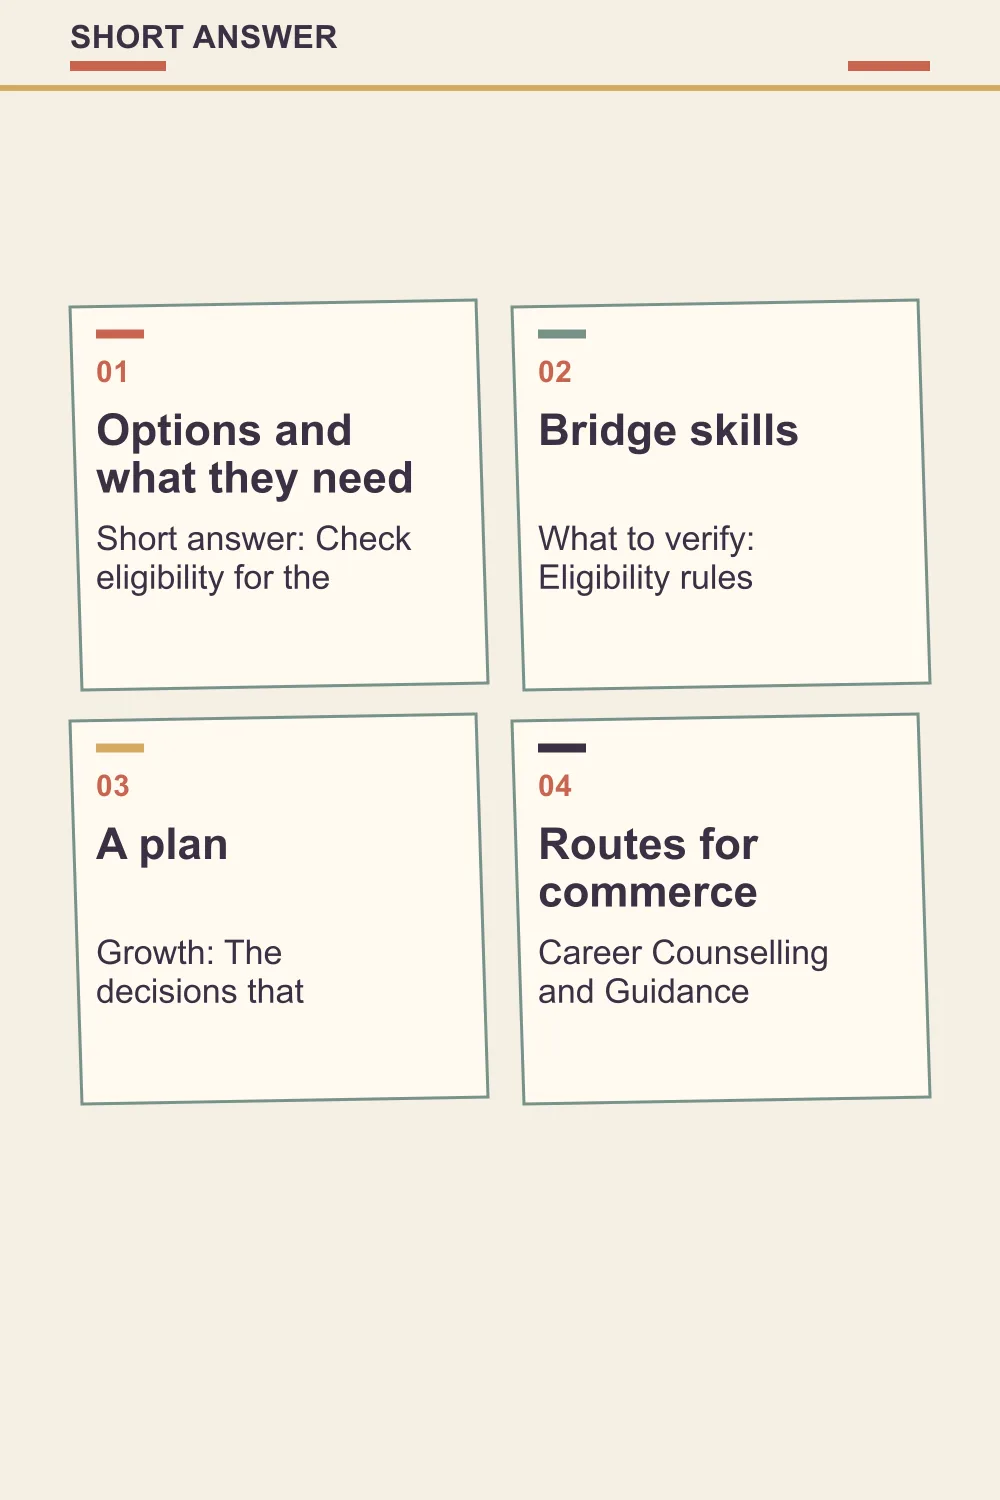 SHORT ANSWER
01
Options and
what they need
Short answer: Check
eligibility for the
02
Bridge skills
What to verify:
Eligibility rules
03
A plan
Growth: The
decisions that
04
Routes for
commerce
Career Counselling
and Guidance